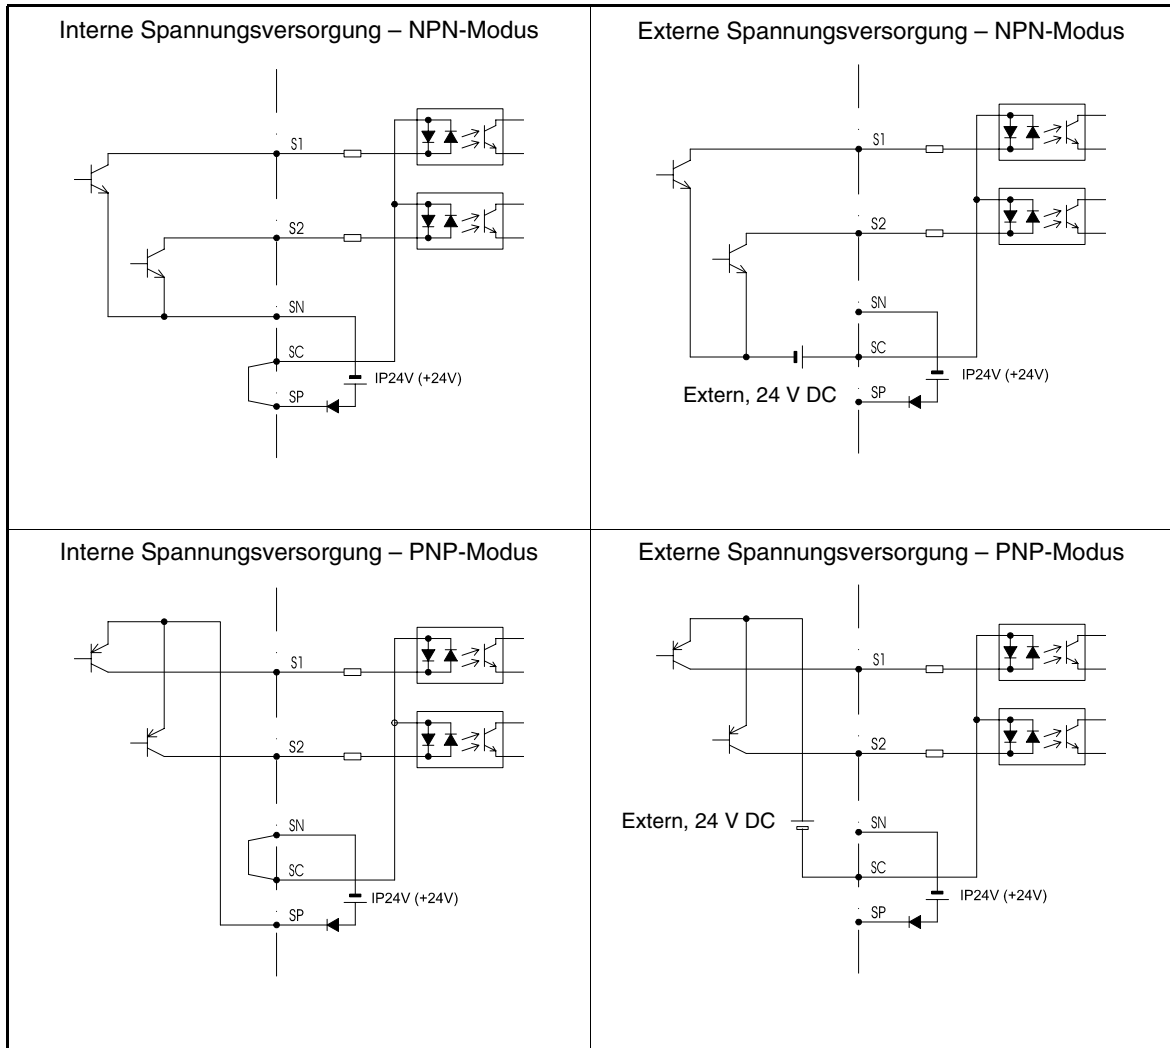 Interne Spannungsversorgung – NPN-Modus
S1
S2
SN
SC
IP24V (+24V)
SP
Externe Spannungsversorgung – NPN-Modus
S1
S2
SN
SC
IP24V (+24V)
Extern, 24 V DC
SP
Interne Spannungsversorgung – PNP-Modus
S1
S2
SN
SC
IP24V (+24V)
SP
Externe Spannungsversorgung – PNP-Modus
S1
S2
Extern, 24 V DC
SN
SC
IP24V (+24V)
SP